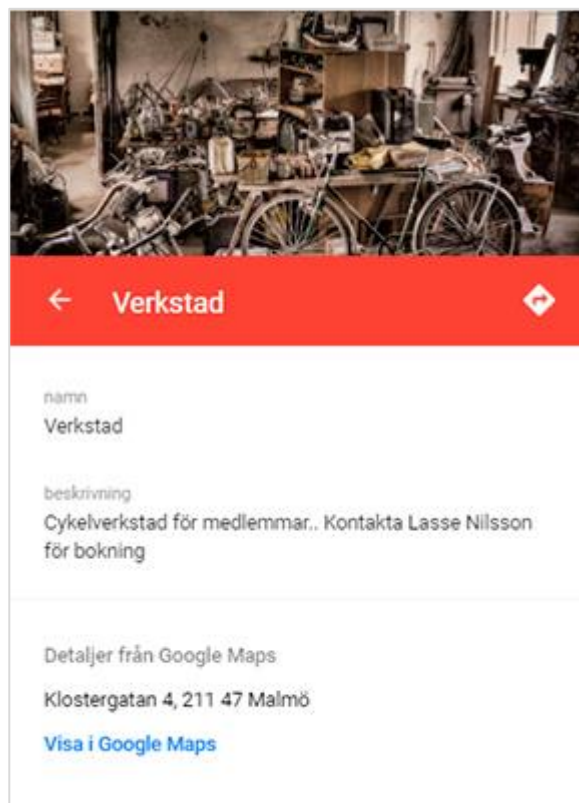 Verkstad
namn
Verkstad
beskrivning
Cykelverkstad för medlemmar.. Kontakta Lasse Nilsson
för bokning
Detaljer från Google Maps
Klostergatan 4, 211 47 Malmö
Visa i Google Maps